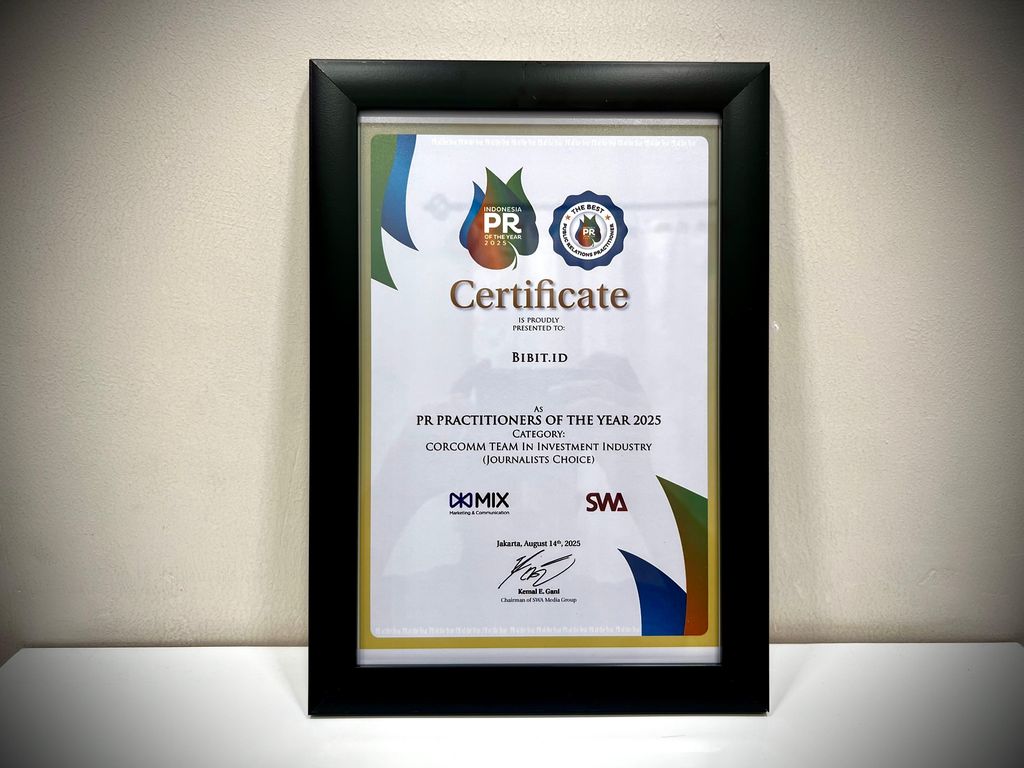 INDONESIA
PR
OF THE YEAR
2025
THE BEST
PR
PUBLIC RELATIONS PRACTITIONER
Certificate
IS PROUDLY
PRESENTED TO:
BIBIT.ID
AS
PR PRACTITIONERS OF THE YEAR 2025
CATEGORY:
CORCOMM TEAM IN INVESTMENT INDUSTRY
(JOURNALISTS CHOICE)
MIX
Marketing & Communication
SWA
Jakarta, August 14th, 2025
Kemal E. Gani
Chairman of SWA Media Group